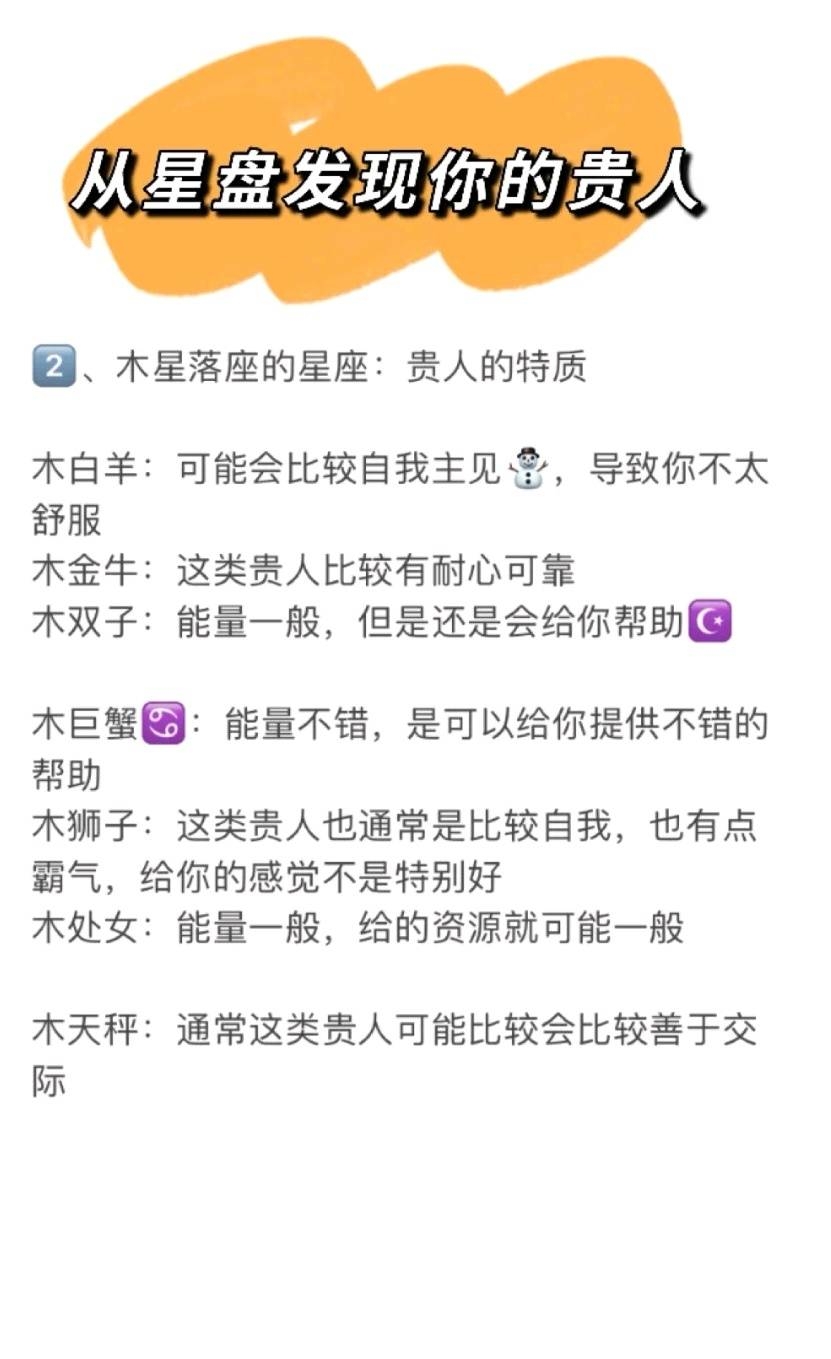 从星盘发现你的贵人
2️⃣、木星落座的星座：贵人的特质
木白羊：可能会比较自我主见⛄，导致你不太
舒服
木金牛：这类贵人比较有耐心可靠
木双子：能量一般，但是还是会给你帮助☪️
木巨蟹♋：能量不错，是可以给你提供不错的
帮助
木狮子：这类贵人也通常是比较自我，也有点
霸气，给你的感觉不是特别好
木处女：能量一般，给的资源就可能一般
木天秤：通常这类贵人可能比较会比较善于交
际